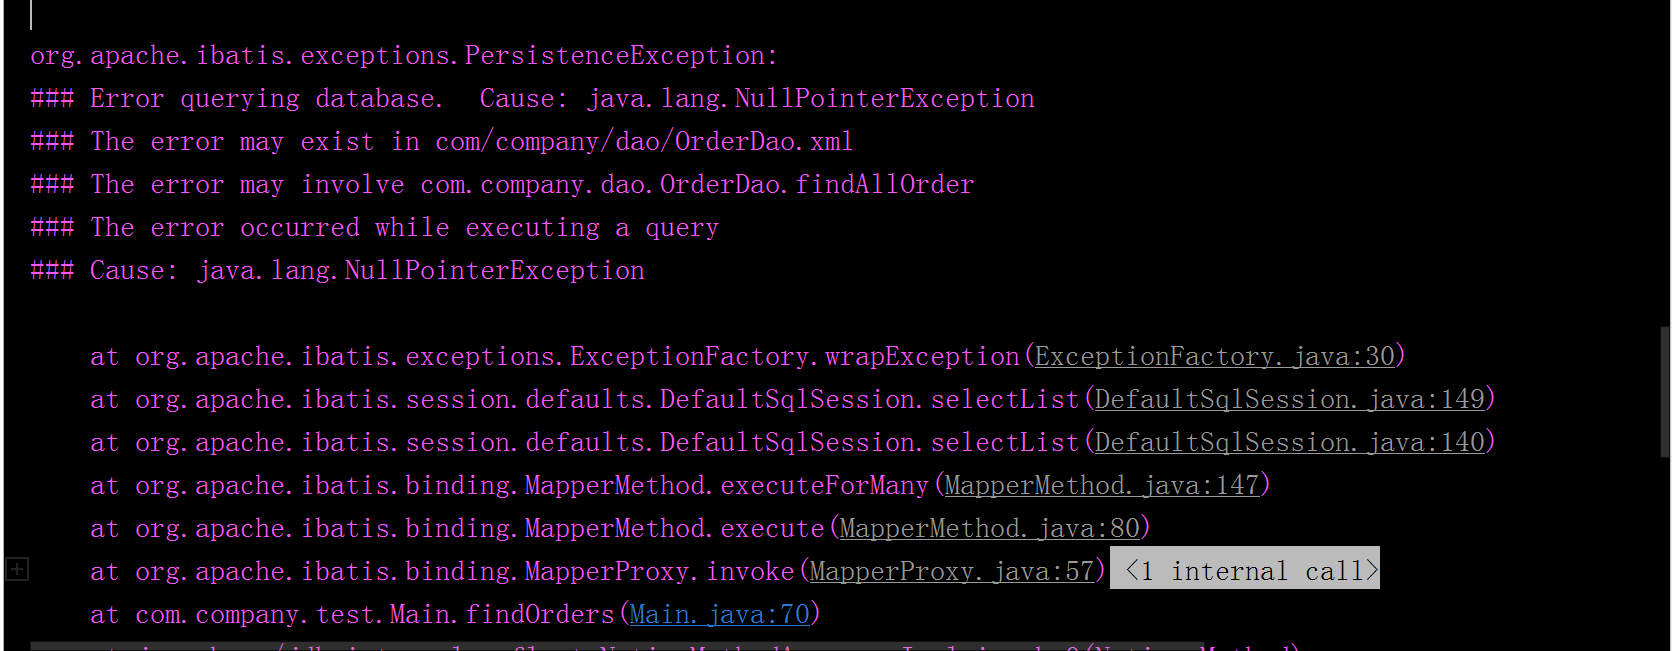 org.apache.ibatis.exceptions.PersistenceException:
### Error querying database.  Cause: java.lang.NullPointerException
### The error may exist in com/company/dao/OrderDao.xml
### The error may involve com.company.dao.OrderDao.findAllOrder
### The error occurred while executing a query
### Cause: java.lang.NullPointerException
at org.apache.ibatis.exceptions.ExceptionFactory.wrapException(ExceptionFactory.java:30)
at org.apache.ibatis.session.defaults.DefaultSqlSession.selectList(DefaultSqlSession.java:149)
at org.apache.ibatis.session.defaults.DefaultSqlSession.selectList(DefaultSqlSession.java:140)
at org.apache.ibatis.binding.MapperMethod.executeForMany(MapperMethod.java:147)
at org.apache.ibatis.binding.MapperMethod.execute(MapperMethod.java:80)
at org.apache.ibatis.binding.MapperProxy.invoke(MapperProxy.java:57) <1 internal call>
at com.company.test.Main.findOrders(Main.java:70)